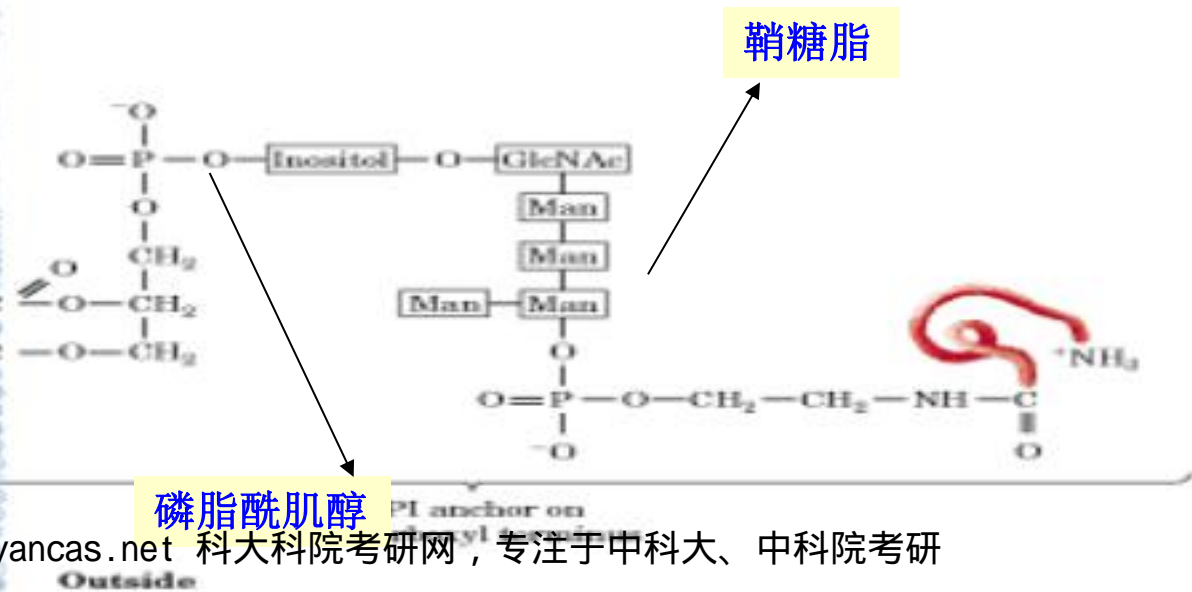 鞘糖脂
⁻O
O=P—O—Inositol—O—GlcNAc
O
Man
CH₂
Man
O
—O—CH₂
Man—Man
—O—CH₂
O
⁺NH₃
O=P—O—CH₂—CH₂—NH—C
⁻O
O
磷脂酰肌醇
PI anchor on
yancas.net 科大科院考研网，专注于中科大、中科院考研
Outside